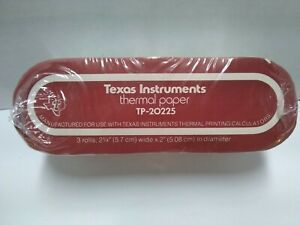 Texas Instruments
thermal paper
TP-20225
MANUFACTURED FOR USE WITH TEXAS INSTRUMENTS THERMAL PRINTING CALCULATORS
3 rolls, 2¼" (5.7 cm) wide x 2" (5.08 cm) in diameter